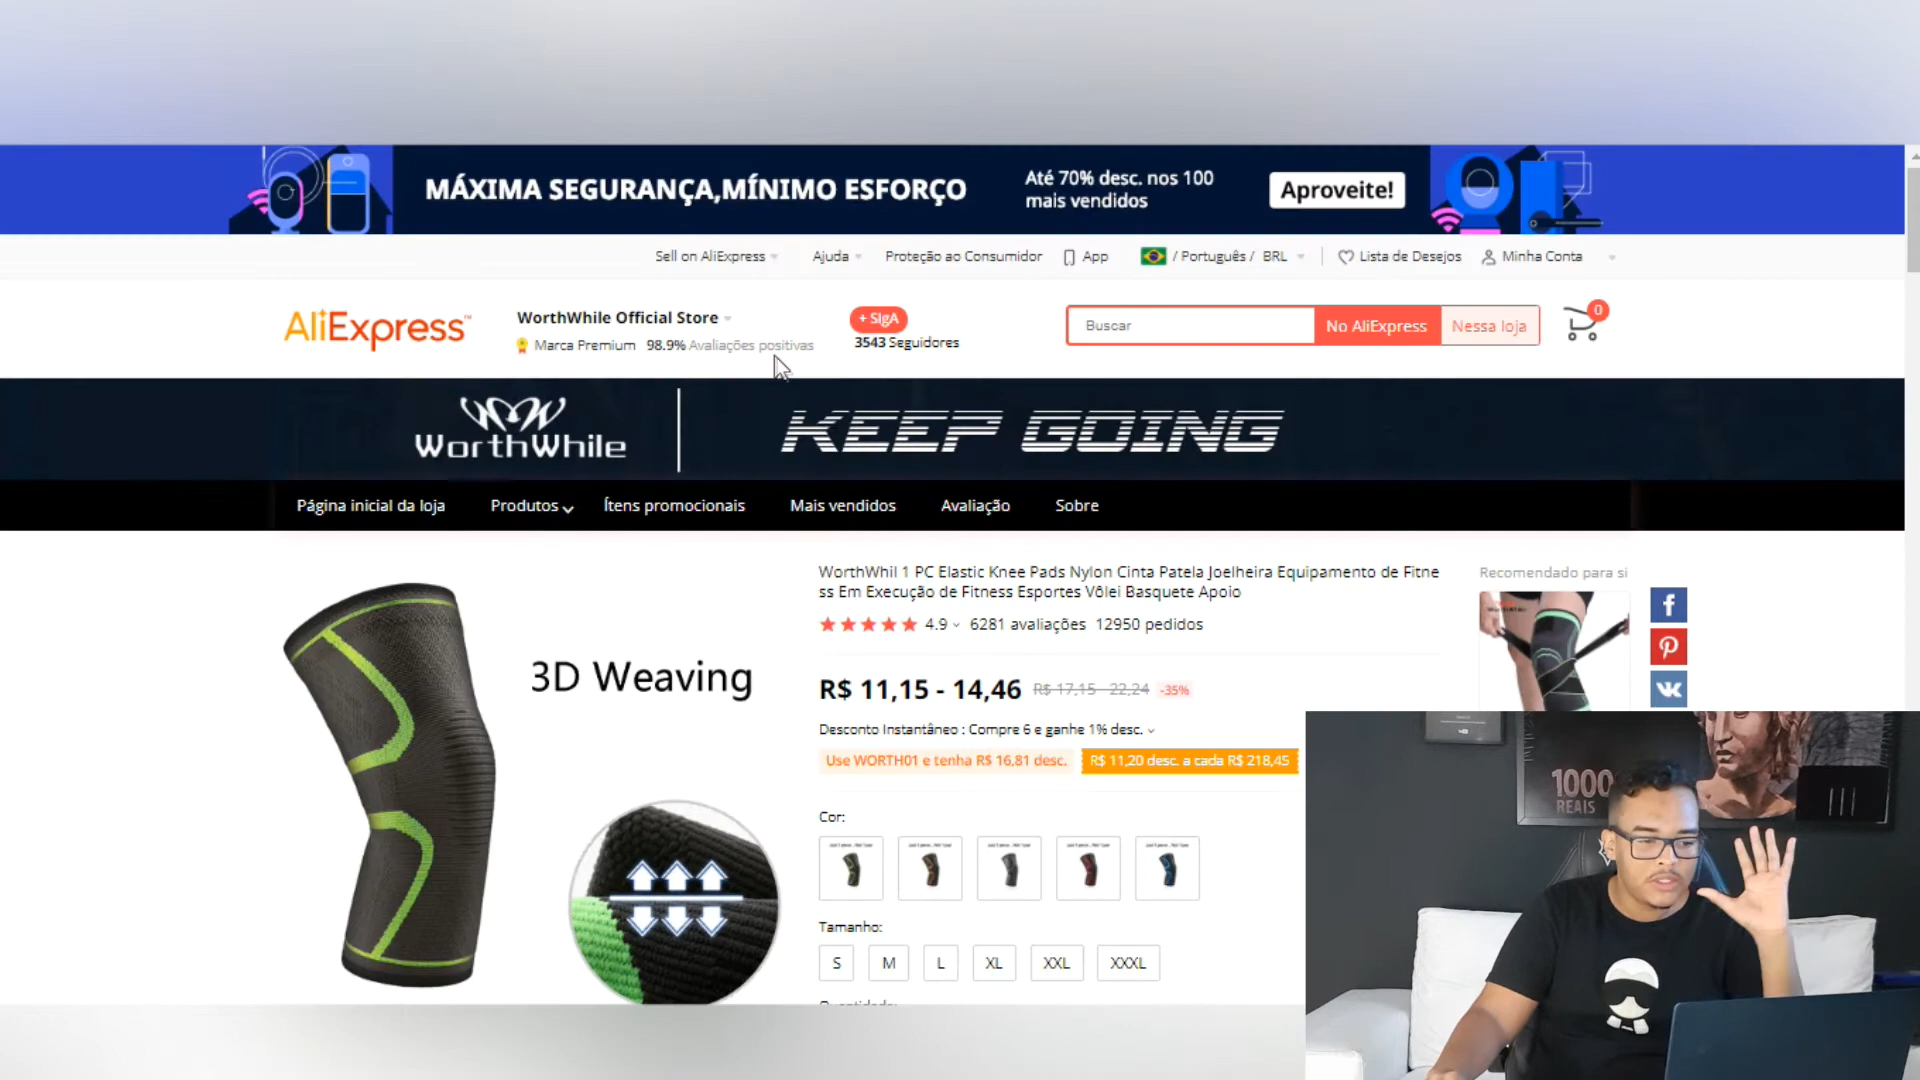 MÁXIMA SEGURANÇA,MÍNIMO ESFORÇO
Até 70% desc. nos 100
mais vendidos
Aproveite!
Sell on AliExpress
Ajuda
Proteção ao Consumidor
App
/ Português / BRL
Lista de Desejos
Minha Conta
AliExpress
WorthWhile Official Store
Marca Premium 98.9% Avaliações positivas
+ SIgA
3543 Seguidores
Buscar
No AliExpress
Nessa loja
0
WorthWhile
KEEP GOING
Página inicial da loja
Produtos
Ítens promocionais
Mais vendidos
Avaliação
Sobre
3D Weaving
WorthWhil 1 PC Elastic Knee Pads Nylon Cinta Patela Joelheira Equipamento de Fitne
ss Em Execução de Fitness Esportes Vôlei Basquete Apoio
4.9 6281 avaliações 12950 pedidos
R$ 11,15 - 14,46 R$ 17,15 - 22,24 -35%
Desconto Instantâneo : Compre 6 e ganhe 1% desc.
Use WORTH01 e tenha R$ 16,81 desc.
R$ 11,20 desc. a cada R$ 218,45
Cor:
Tamanho:
S
M
L
XL
XXL
XXXL
Quantidade:
Recomendado para si
1000
REAIS